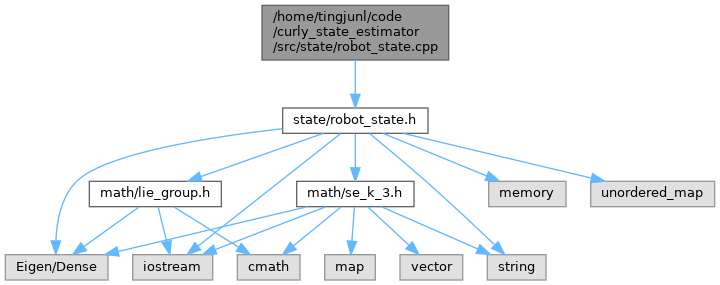 /home/tingjunl/code
/curly_state_estimator
/src/state/robot_state.cpp
state/robot_state.h
math/lie_group.h
math/se_k_3.h
memory
unordered_map
Eigen/Dense
iostream
cmath
map
vector
string